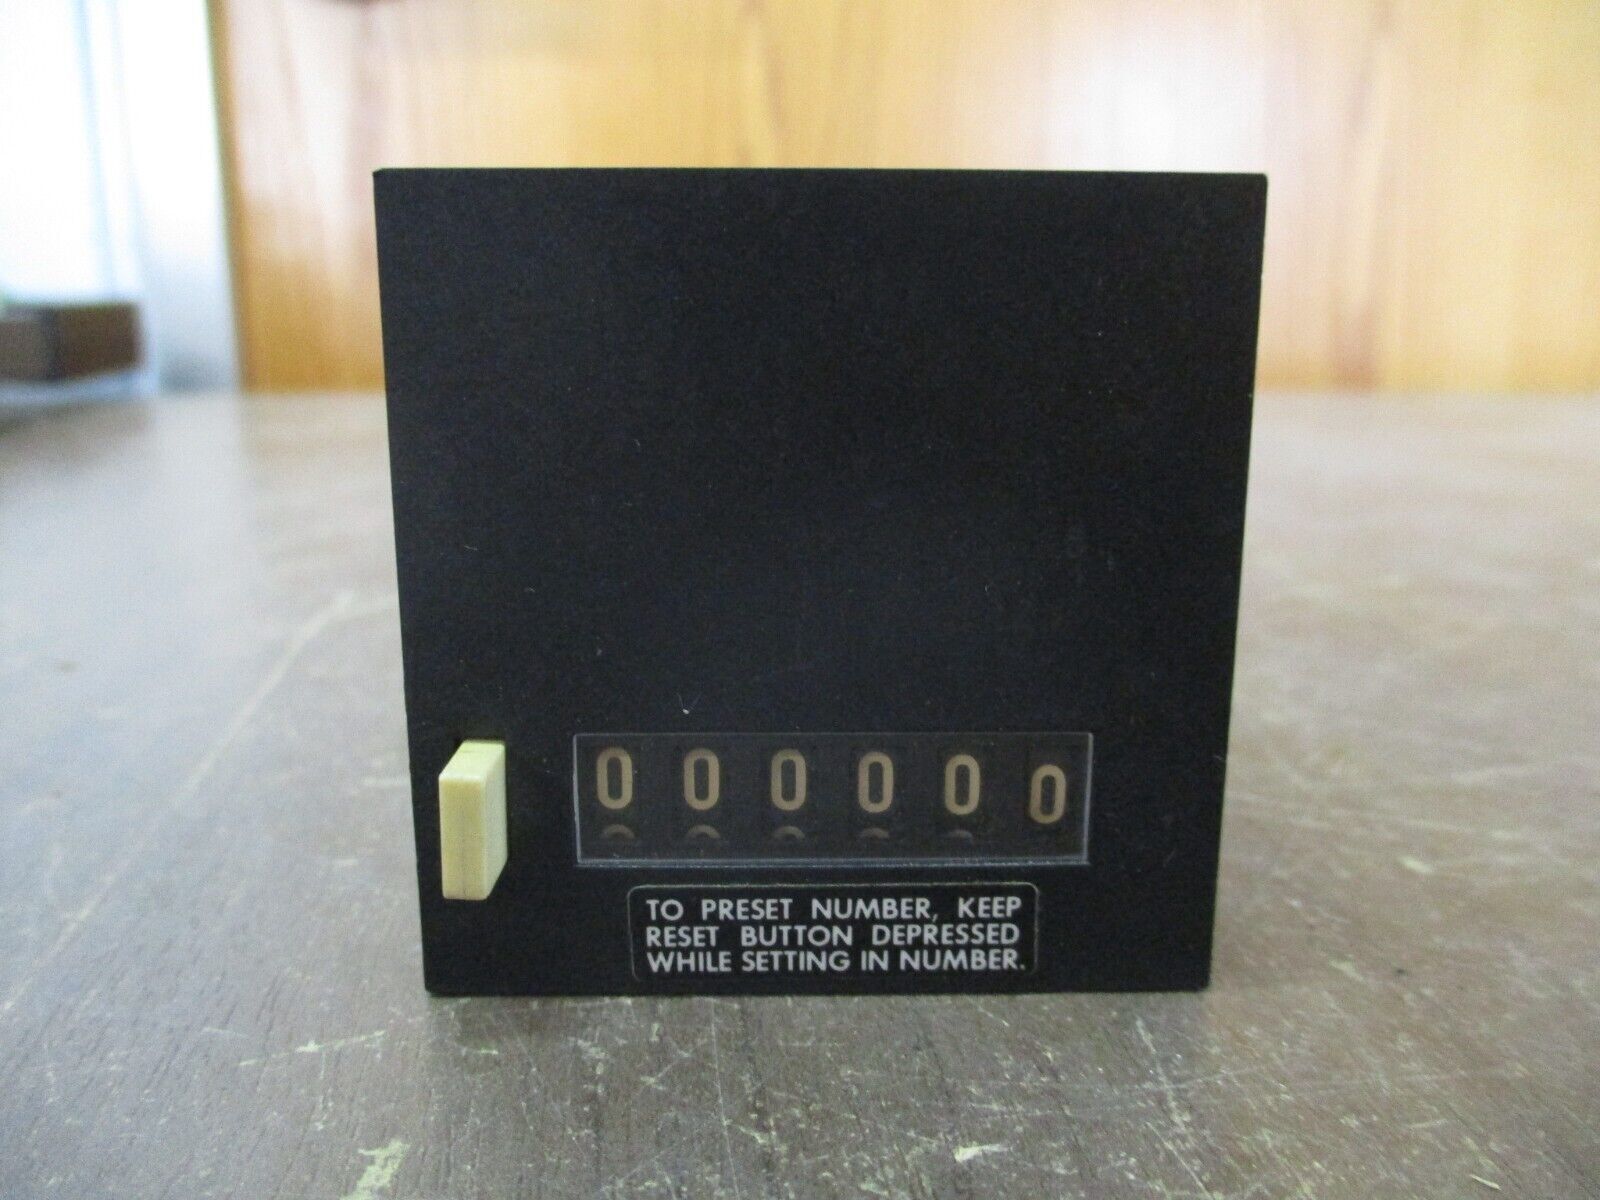 000000
TO PRESET NUMBER, KEEP
RESET BUTTON DEPRESSED
WHILE SETTING IN NUMBER.